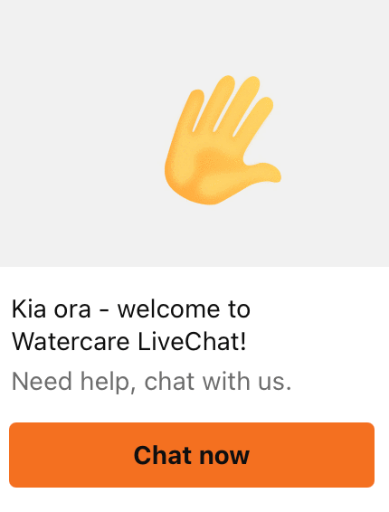 Kia ora - welcome to
Watercare LiveChat!
Need help, chat with us.
Chat now